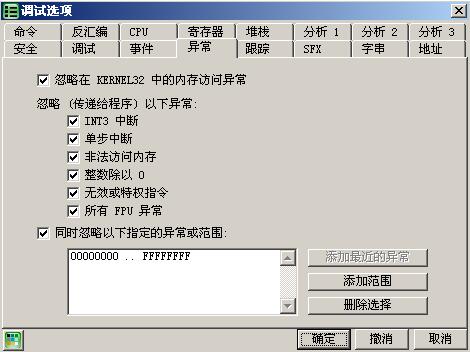 调试选项
命令 反汇编 CPU 寄存器 堆栈 分析 1 分析 2 分析 3
安全 调试 事件 异常 跟踪 SFX 字串 地址
忽略在 KERNEL32 中的内存访问异常
忽略 (传递给程序) 以下异常:
INT3 中断
单步中断
非法访问内存
整数除以 0
无效或特权指令
所有 FPU 异常
同时忽略以下指定的异常或范围:
00000000 .. FFFFFFFF
添加最近的异常
添加范围
删除选择
确定 撤消 取消